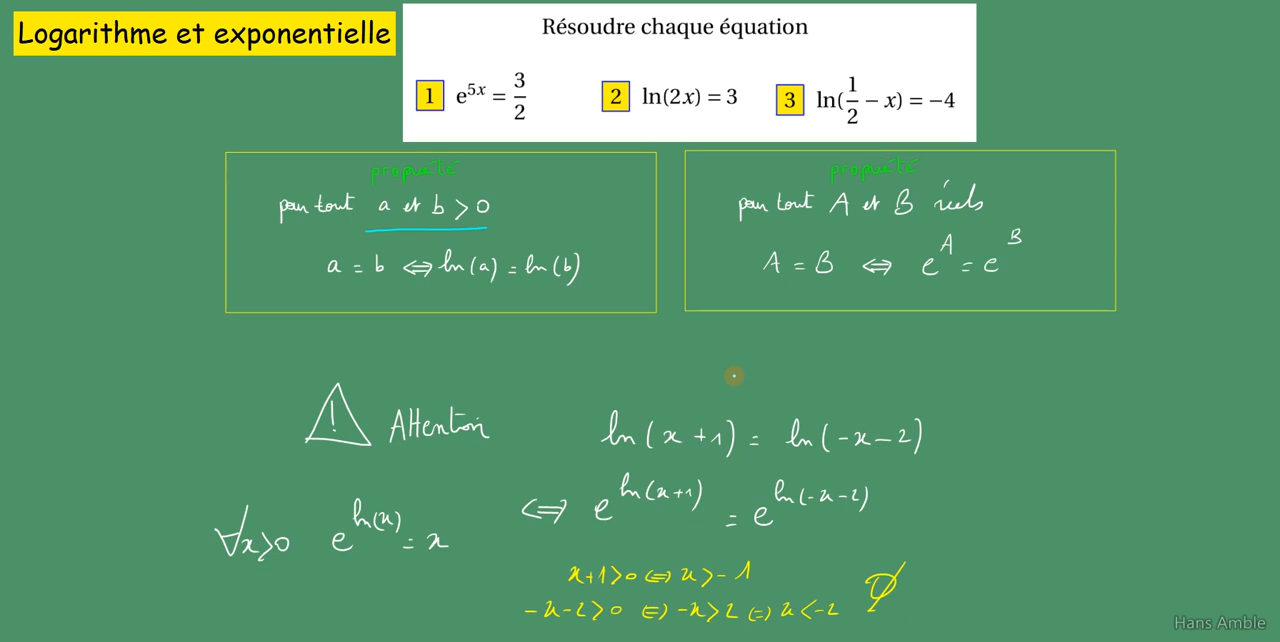 Logarithme et exponentielle
Résoudre chaque équation
1 e^{5x} = 3/2 2 ln(2x) = 3 3 ln(1/2 − x) = −4
propriété
pour tout a et b > 0
a = b ⇔ ln(a) = ln(b)
propriété
pour tout A et B réels
A = B ⇔ e^A = e^B
! Attention
ln(x+1) = ln(-x-2)
⇔ e^{ln(x+1)} = e^{ln(-x-2)}
∀x>0 e^{ln(x)} = x
x+1>0 ⇔ x>-1
-x-2>0 ⇔ -x>2 ⇔ x<-2 ∅
Hans Amble